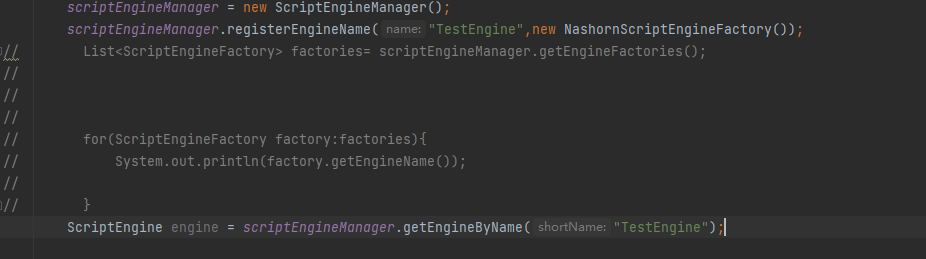 scriptEngineManager = new ScriptEngineManager();
scriptEngineManager.registerEngineName( name: "TestEngine",new NashornScriptEngineFactory());
// List<ScriptEngineFactory> factories= scriptEngineManager.getEngineFactories();
//
//
//
// for(ScriptEngineFactory factory:factories){
// System.out.println(factory.getEngineName());
//
// }
ScriptEngine engine = scriptEngineManager.getEngineByName( shortName: "TestEngine");